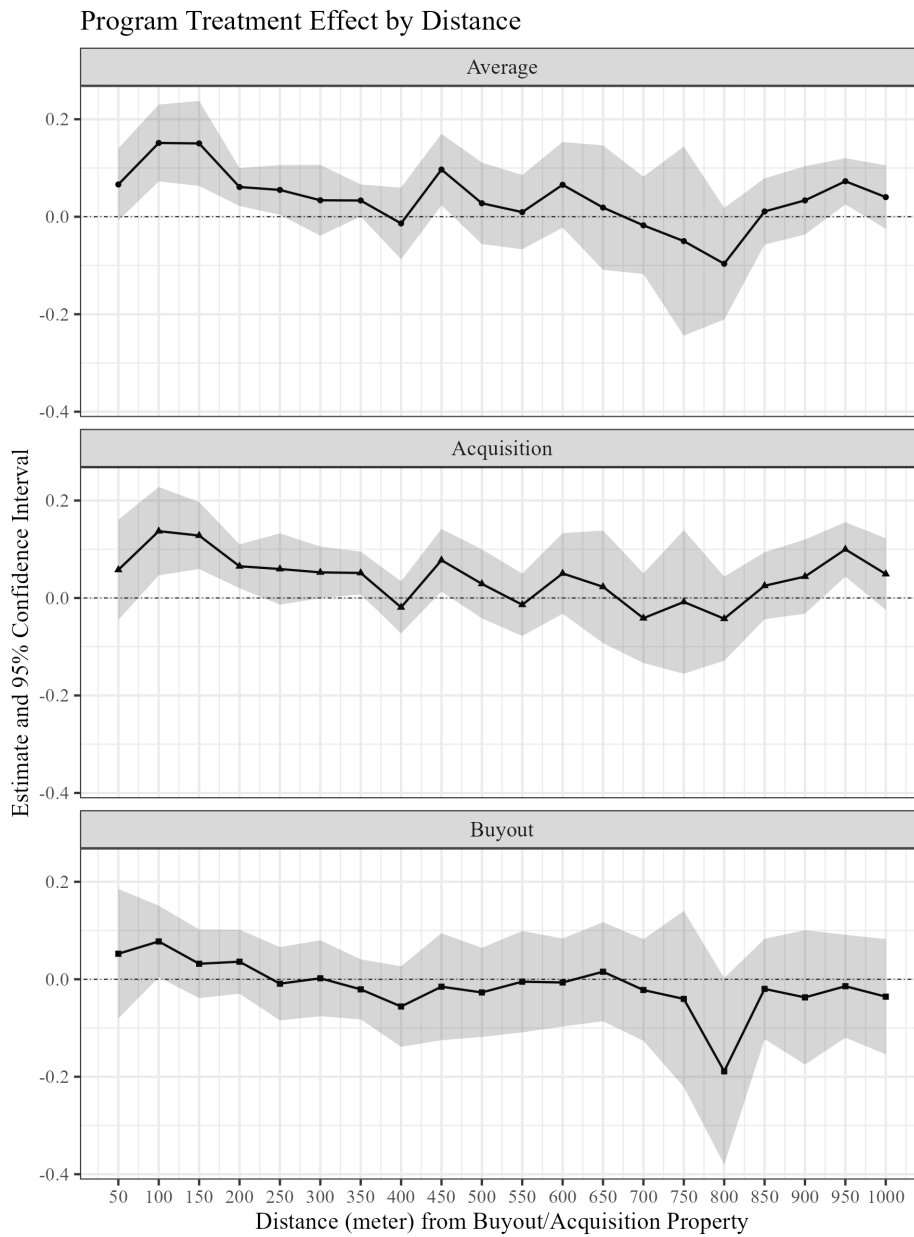 Program Treatment Effect by Distance
Average
0.2
0.0
-0.2
-0.4
Acquisition
0.2
0.0
-0.2
-0.4
Buyout
0.2
0.0
-0.2
-0.4
Estimate and 95% Confidence Interval
50 100 150 200 250 300 350 400 450 500 550 600 650 700 750 800 850 900 950 1000
Distance (meter) from Buyout/Acquisition Property